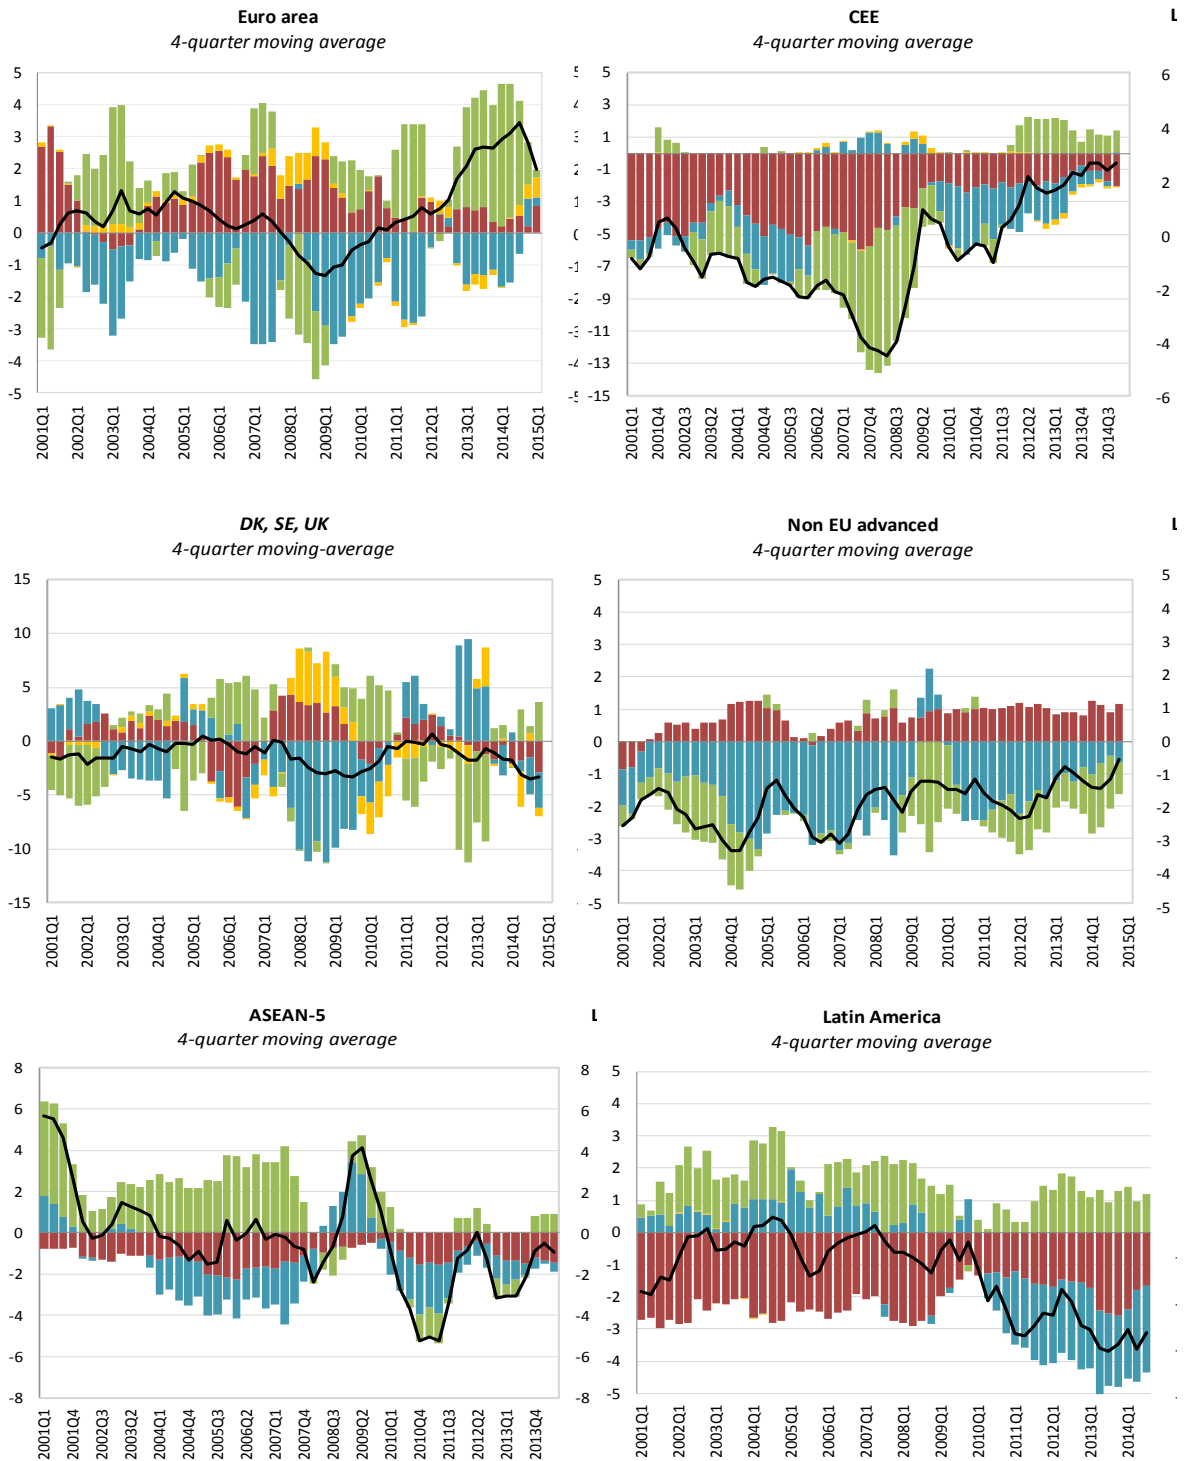 Euro area
4-quarter moving average
5
4
3
2
1
0
-1
-2
-3
-4
-5
2001Q1
2002Q1
2003Q1
2004Q1
2005Q1
2006Q1
2007Q1
2008Q1
2009Q1
2010Q1
2011Q1
2012Q1
2013Q1
2014Q1
2015Q1
CEE
4-quarter moving average
5
3
1
-1
-3
-5
-7
-9
-11
-13
-15
2001Q1
2001Q4
2002Q3
2003Q2
2004Q1
2004Q4
2005Q3
2006Q2
2007Q1
2007Q4
2008Q3
2009Q2
2010Q1
2010Q4
2011Q3
2012Q2
2013Q1
2013Q4
2014Q3
L
6
4
2
0
-2
-4
-6
DK, SE, UK
4-quarter moving-average
15
10
5
0
-5
-10
-15
2001Q1
2002Q1
2003Q1
2004Q1
2005Q1
2006Q1
2007Q1
2008Q1
2009Q1
2010Q1
2011Q1
2012Q1
2013Q1
2014Q1
2015Q1
Non EU advanced
4-quarter moving average
5
4
3
2
1
0
-1
-2
-3
-4
-5
2001Q1
2002Q1
2003Q1
2004Q1
2005Q1
2006Q1
2007Q1
2008Q1
2009Q1
2010Q1
2011Q1
2012Q1
2013Q1
2014Q1
2015Q1
L
5
4
3
2
1
0
-1
-2
-3
-4
-5
ASEAN-5
4-quarter moving average
8
6
4
2
0
-2
-4
-6
-8
2001Q1
2001Q4
2002Q3
2003Q2
2004Q1
2004Q4
2005Q3
2006Q2
2007Q1
2007Q4
2008Q3
2009Q2
2010Q1
2010Q4
2011Q3
2012Q2
2013Q1
2013Q4
L
8
6
4
2
0
-2
-4
-6
-8
Latin America
4-quarter moving average
5
4
3
2
1
0
-1
-2
-3
-4
-5
2001Q1
2002Q1
2003Q1
2004Q1
2005Q1
2006Q1
2007Q1
2008Q1
2009Q1
2010Q1
2011Q1
2012Q1
2013Q1
2014Q1